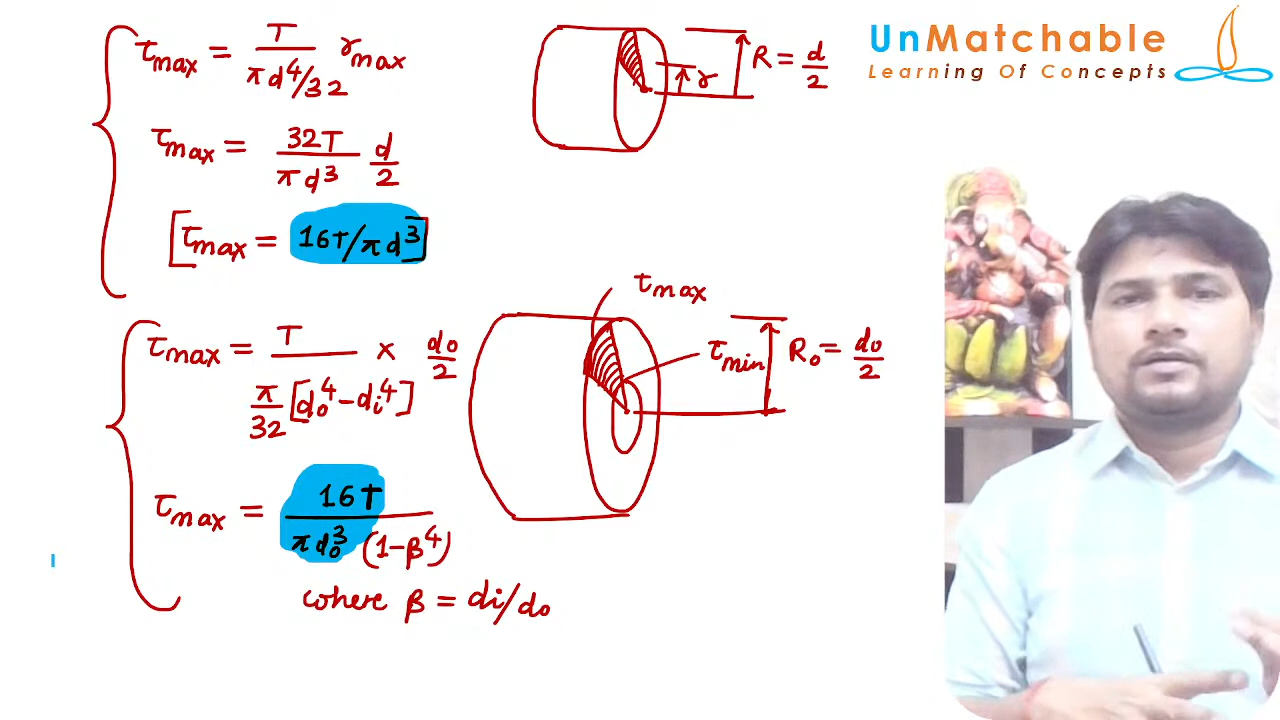 τmax = T / πd⁴/32 rmax
τmax = 32T / πd³ d/2
[τmax = 16T/πd³]
R = d/2
r
UnMatchable
Learning Of Concepts
τmax = T / π/32 [do⁴ - di⁴] × do/2
τmax = 16T / πdo³ (1-β⁴)
where β = di/do
τmax
τmin
Ro = do/2